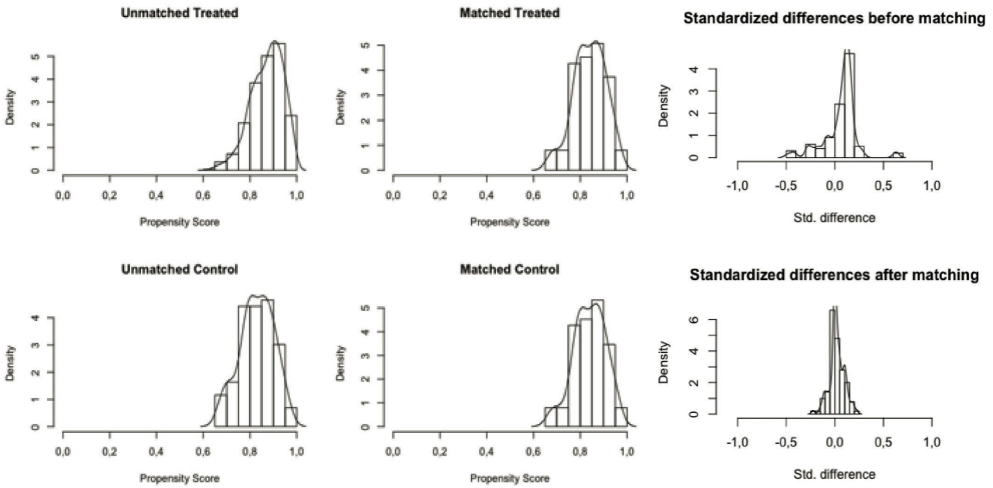 Unmatched Treated
Density
5
4
3
2
1
0
0,0 0,2 0,4 0,6 0,8 1,0
Propensity Score
Matched Treated
Density
5
4
3
2
1
0
0,0 0,2 0,4 0,6 0,8 1,0
Propensity Score
Standardized differences before matching
Density
4
3
2
1
0
-1,0 -0,5 0,0 0,5 1,0
Std. difference
Unmatched Control
Density
4
3
2
1
0
0,0 0,2 0,4 0,6 0,8 1,0
Propensity Score
Matched Control
Density
5
4
3
2
1
0
0,0 0,2 0,4 0,6 0,8 1,0
Propensity Score
Standardized differences after matching
Density
6
4
2
0
-1,0 -0,5 0,0 0,5 1,0
Std. difference